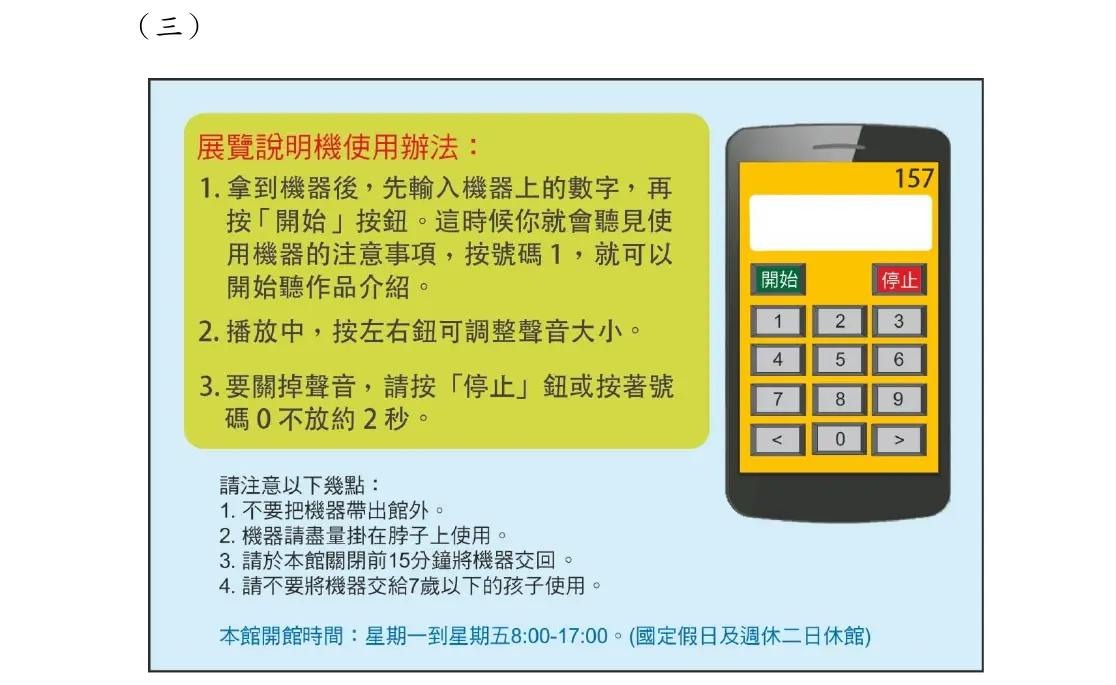 （三）
展覽說明機使用辦法：
1. 拿到機器後，先輸入機器上的數字，再
按「開始」按鈕。這時候你就會聽見使
用機器的注意事項，按號碼 1，就可以
開始聽作品介紹。
2. 播放中，按左右鈕可調整聲音大小。
3. 要關掉聲音，請按「停止」鈕或按著號
碼 0 不放約 2 秒。
157
開始 停止
1 2 3
4 5 6
7 8 9
< 0 >
請注意以下幾點：
1. 不要把機器帶出館外。
2. 機器請盡量掛在脖子上使用。
3. 請於本館關閉前15分鐘將機器交回。
4. 請不要將機器交給7歲以下的孩子使用。
本館開館時間：星期一到星期五8:00-17:00。(國定假日及週休二日休館)